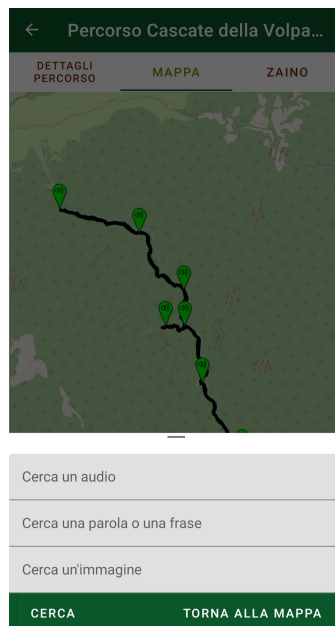 Percorso Cascate della Volpa...
DETTAGLI
PERCORSO
MAPPA
ZAINO
Cerca un audio
Cerca una parola o una frase
Cerca un'immagine
CERCA
TORNA ALLA MAPPA